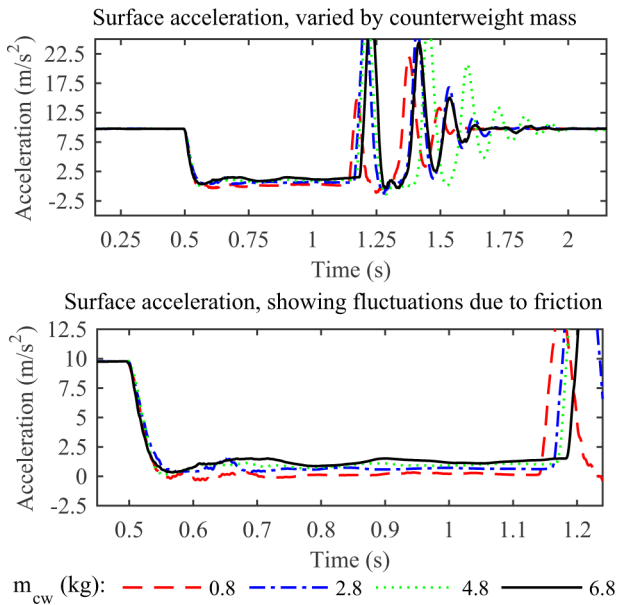 Surface acceleration, varied by counterweight mass
Acceleration (m/s²)
22.5
17.5
12.5
7.5
2.5
-2.5
0.25 0.5 0.75 1 1.25 1.5 1.75 2
Time (s)
Surface acceleration, showing fluctuations due to friction
Acceleration (m/s²)
12.5
10
7.5
5
2.5
0
-2.5
0.5 0.6 0.7 0.8 0.9 1 1.1 1.2
Time (s)
m_cw (kg): 0.8 2.8 4.8 6.8